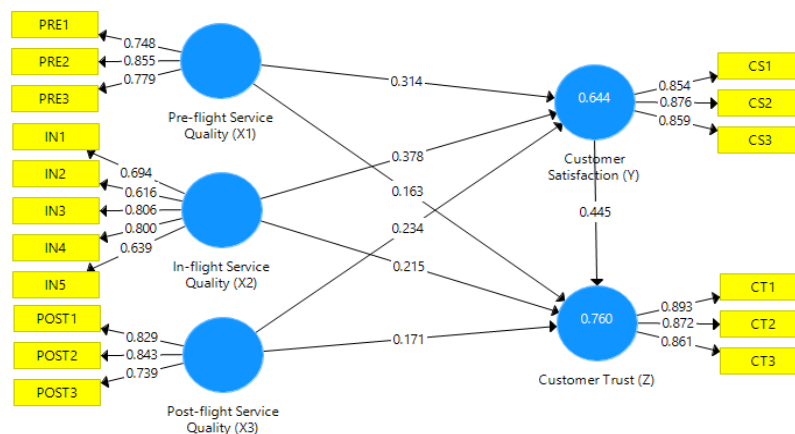 PRE1
PRE2
PRE3
0.748
0.855
0.779
Pre-flight Service
Quality (X1)
IN1
IN2
IN3
IN4
IN5
0.694
0.616
0.806
0.800
0.639
In-flight Service
Quality (X2)
POST1
POST2
POST3
0.829
0.843
0.739
Post-flight Service
Quality (X3)
0.314
0.378
0.163
0.234
0.215
0.171
0.644
Customer
Satisfaction (Y)
0.854
0.876
0.859
CS1
CS2
CS3
0.445
0.760
Customer Trust (Z)
0.893
0.872
0.861
CT1
CT2
CT3